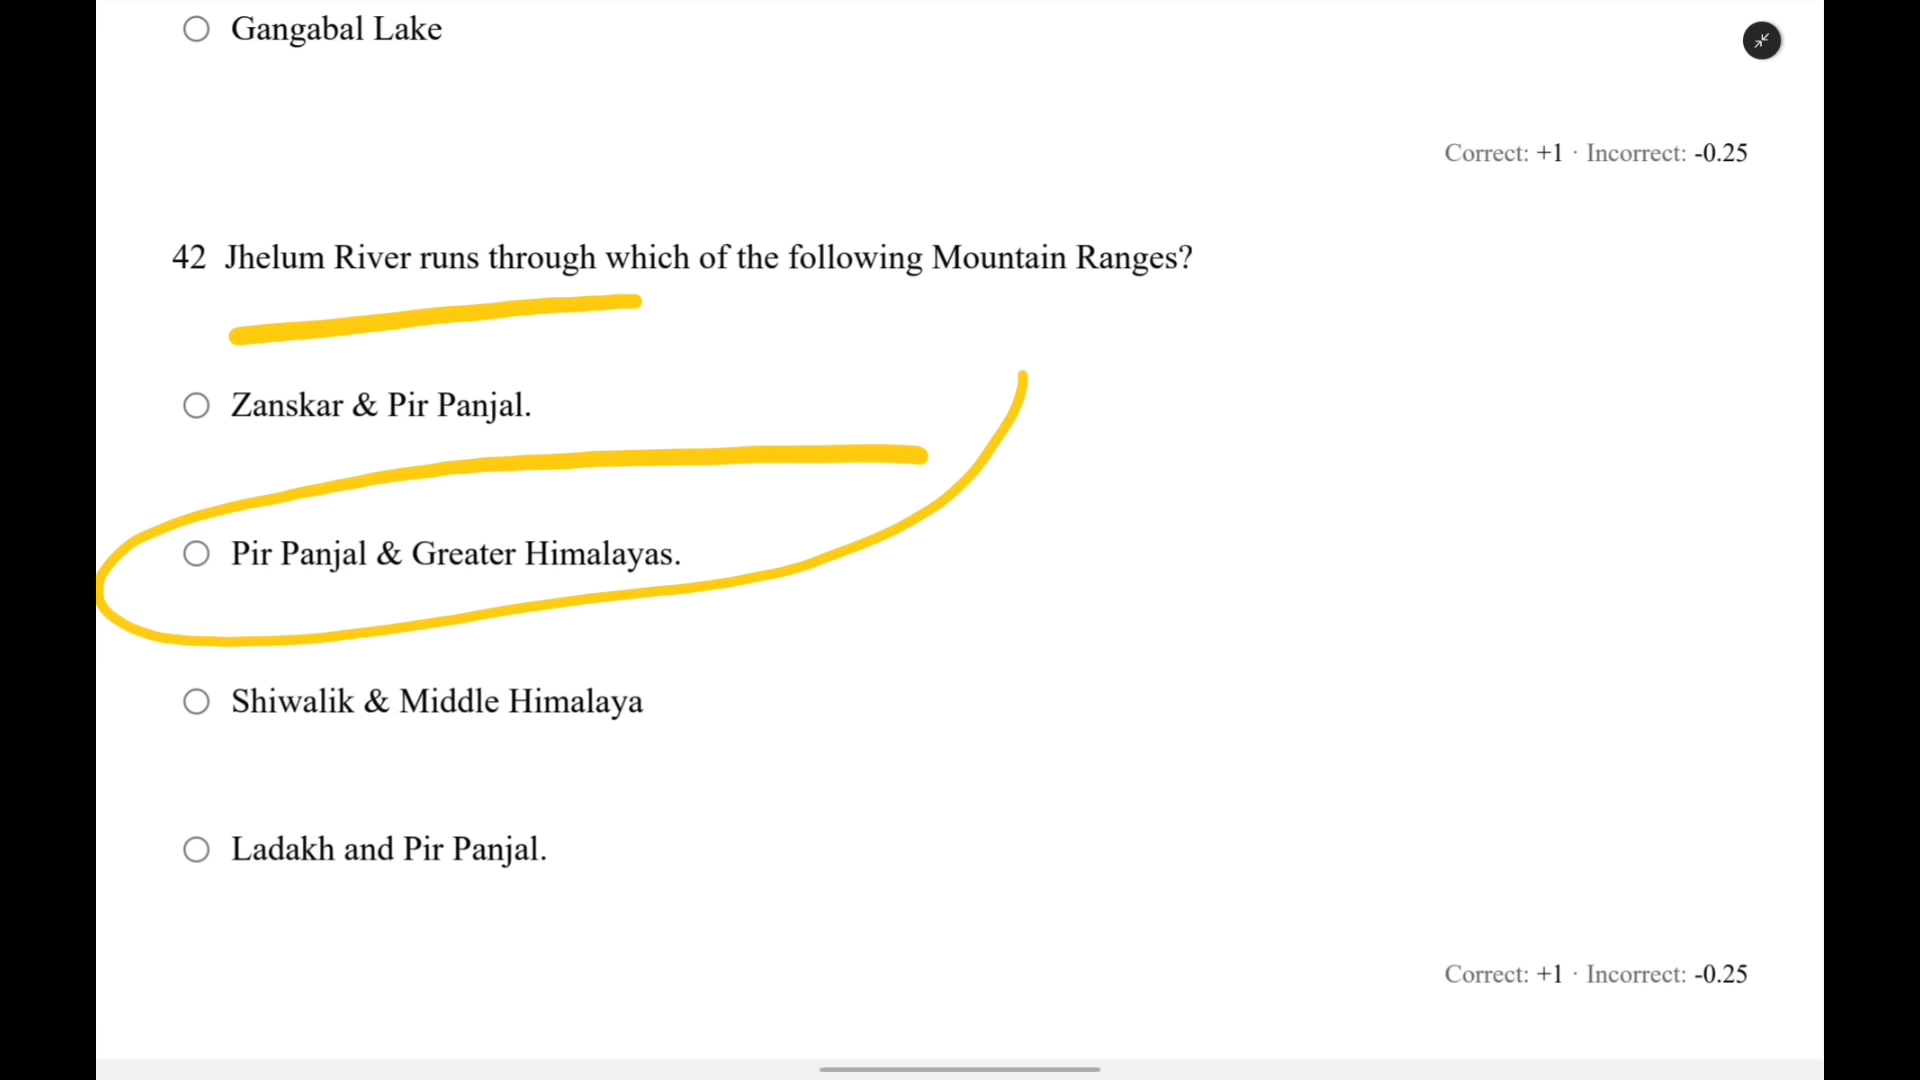 Gangabal Lake
Correct: +1 · Incorrect: -0.25
42 Jhelum River runs through which of the following Mountain Ranges?
Zanskar & Pir Panjal.
Pir Panjal & Greater Himalayas.
Shiwalik & Middle Himalaya
Ladakh and Pir Panjal.
Correct: +1 · Incorrect: -0.25